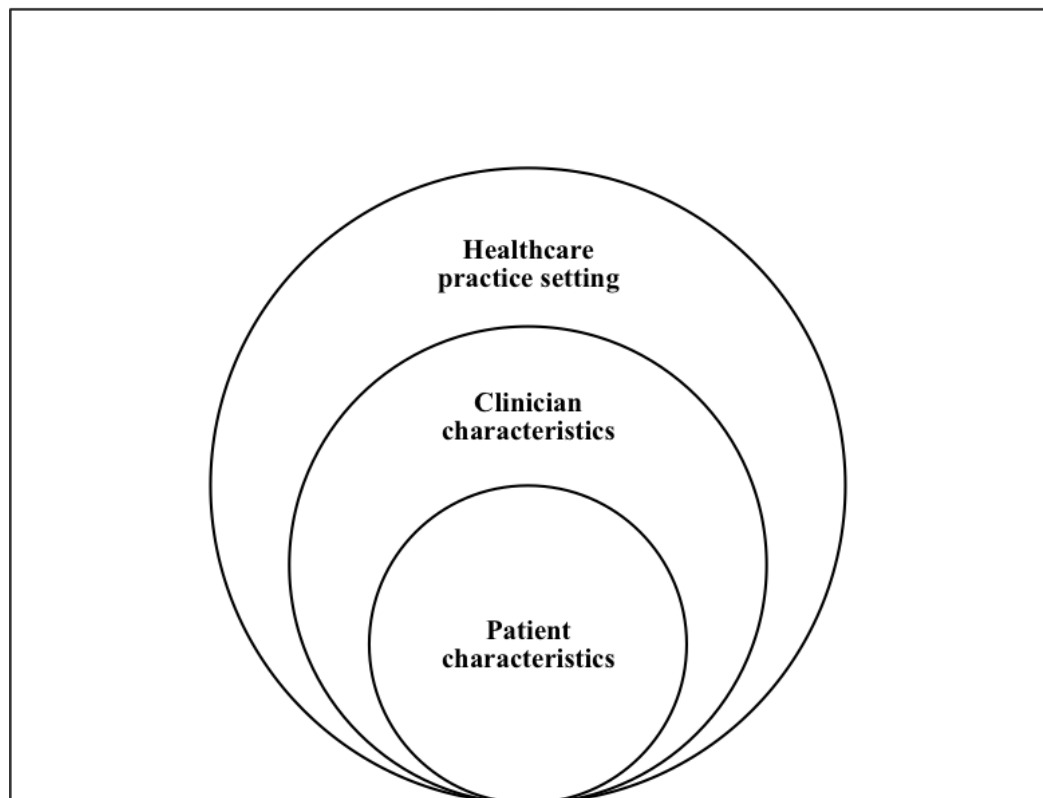 Healthcare
practice setting
Clinician
characteristics
Patient
characteristics